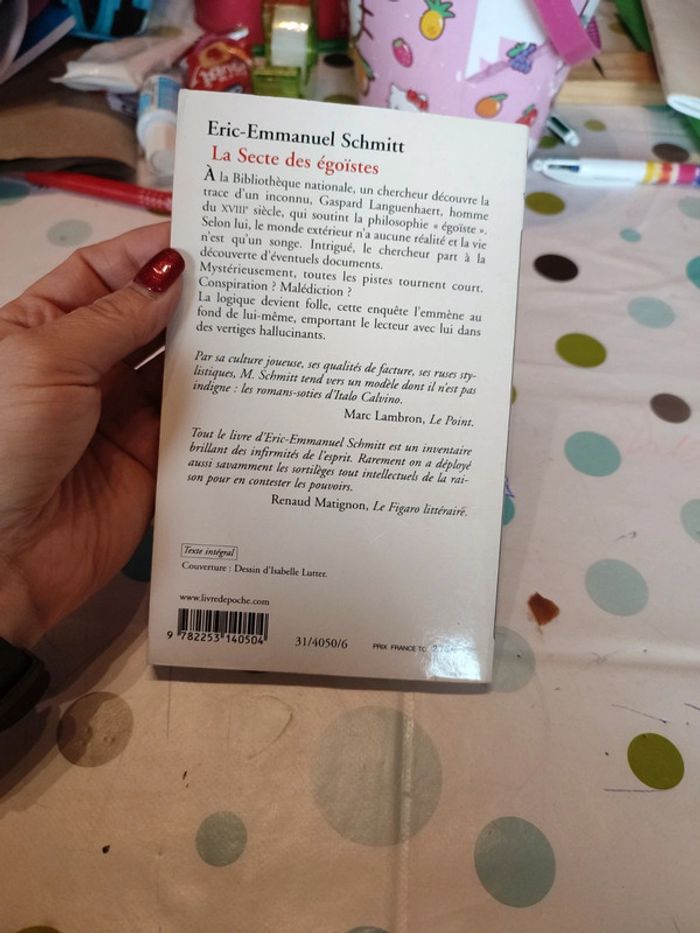 Eric-Emmanuel Schmitt
La Secte des égoïstes
À la Bibliothèque nationale, un chercheur découvre la
trace d'un inconnu, Gaspard Languenhaert, homme
du XVIIIe siècle, qui soutint la philosophie « égoïste ».
Selon lui, le monde extérieur n'a aucune réalité et la vie
n'est qu'un songe. Intrigué, le chercheur part à la
découverte d'éventuels documents.
Mystérieusement, toutes les pistes tournent court.
Conspiration ? Malédiction ?
La logique devient folle, cette enquête l'emmène au
fond de lui-même, emportant le lecteur avec lui dans
des vertiges hallucinants.
Par sa culture joueuse, ses qualités de facture, ses ruses sty-
listiques, M. Schmitt tend vers un modèle dont il n'est pas
indigne : les romans-soties d'Italo Calvino.
Marc Lambron, Le Point.
Tout le livre d'Eric-Emmanuel Schmitt est un inventaire
brillant des infirmités de l'esprit. Rarement on a déployé
aussi savamment les sortilèges tout intellectuels de la rai-
son pour en contester les pouvoirs.
Renaud Matignon, Le Figaro littéraire.
Texte intégral
Couverture : Dessin d'Isabelle Lutter.
www.livredepoche.com
9 782253 140504
31/4050/6
PRIX FRANCE TC